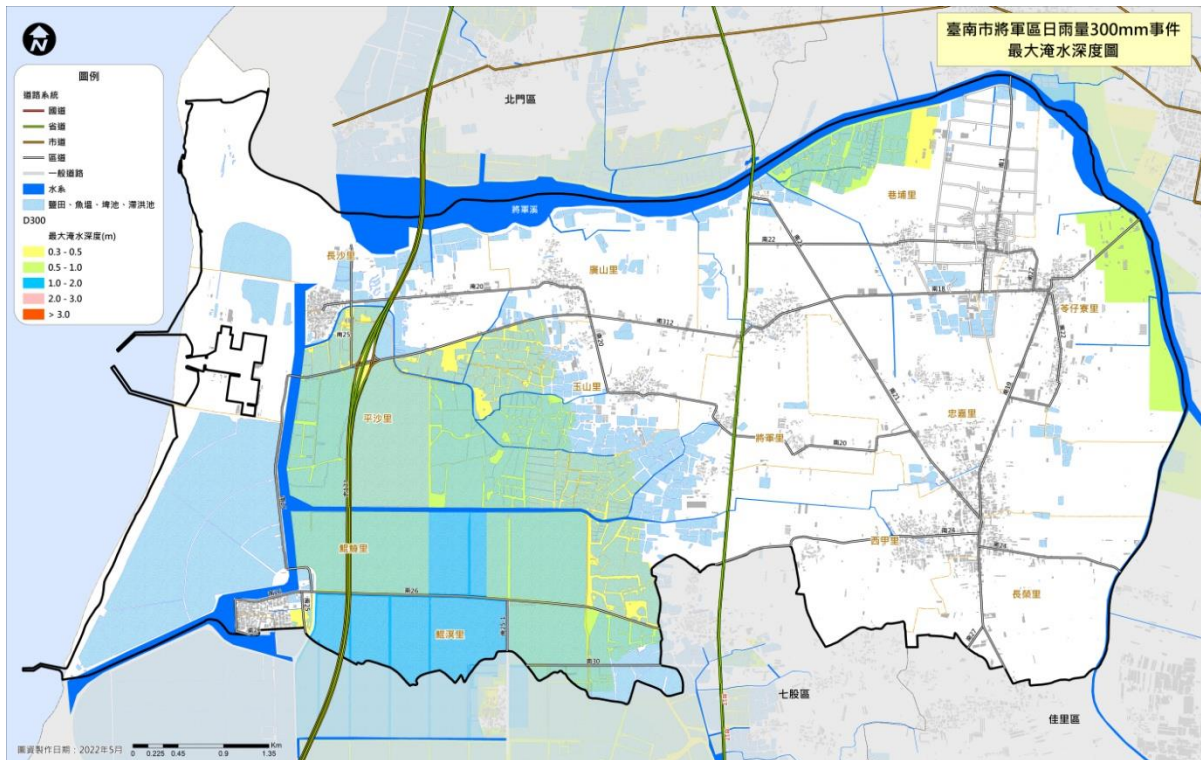 臺南市將軍區日雨量300mm事件
最大淹水深度圖
N
圖例
道路系統
國道
省道
市道
區道
一般道路
水系
鹽田、魚塭、埤池、滯洪池
D300
最大淹水深度(m)
0.3 - 0.5
0.5 - 1.0
1.0 - 2.0
2.0 - 3.0
> 3.0
北門區
將軍溪
巷埔里
長沙里
廣山里
南22
南20
南18
苓仔寮里
南25
南312
南20
玉山里
平沙里
忠嘉里
將軍里
南20
鯤鯓里
西甲里
南26
長榮里
鯤溟里
南30
七股區
佳里區
圖資製作日期：2022年5月
0 0.225 0.45 0.9 1.35
Km